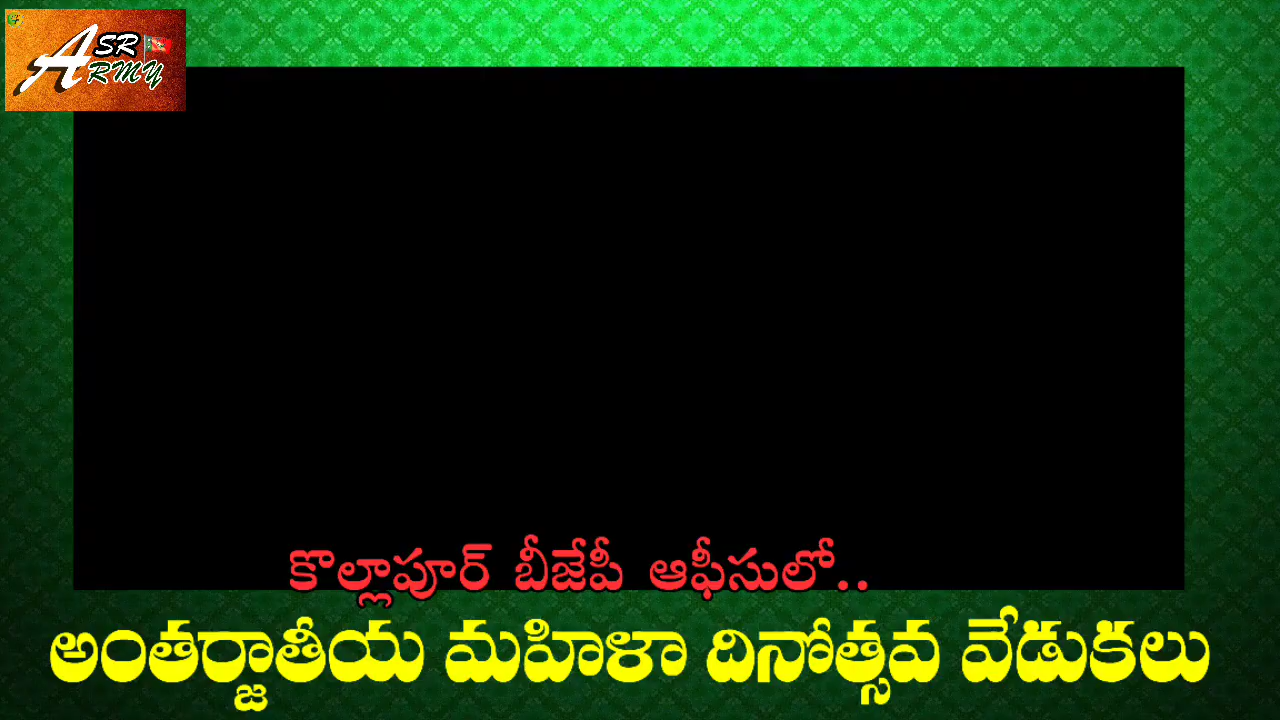 ASR
ARMY
కొల్లాపూర్ బీజేపీ ఆఫీసులో..
అంతర్జాతీయ మహిళా దినోత్సవ వేడుకలు